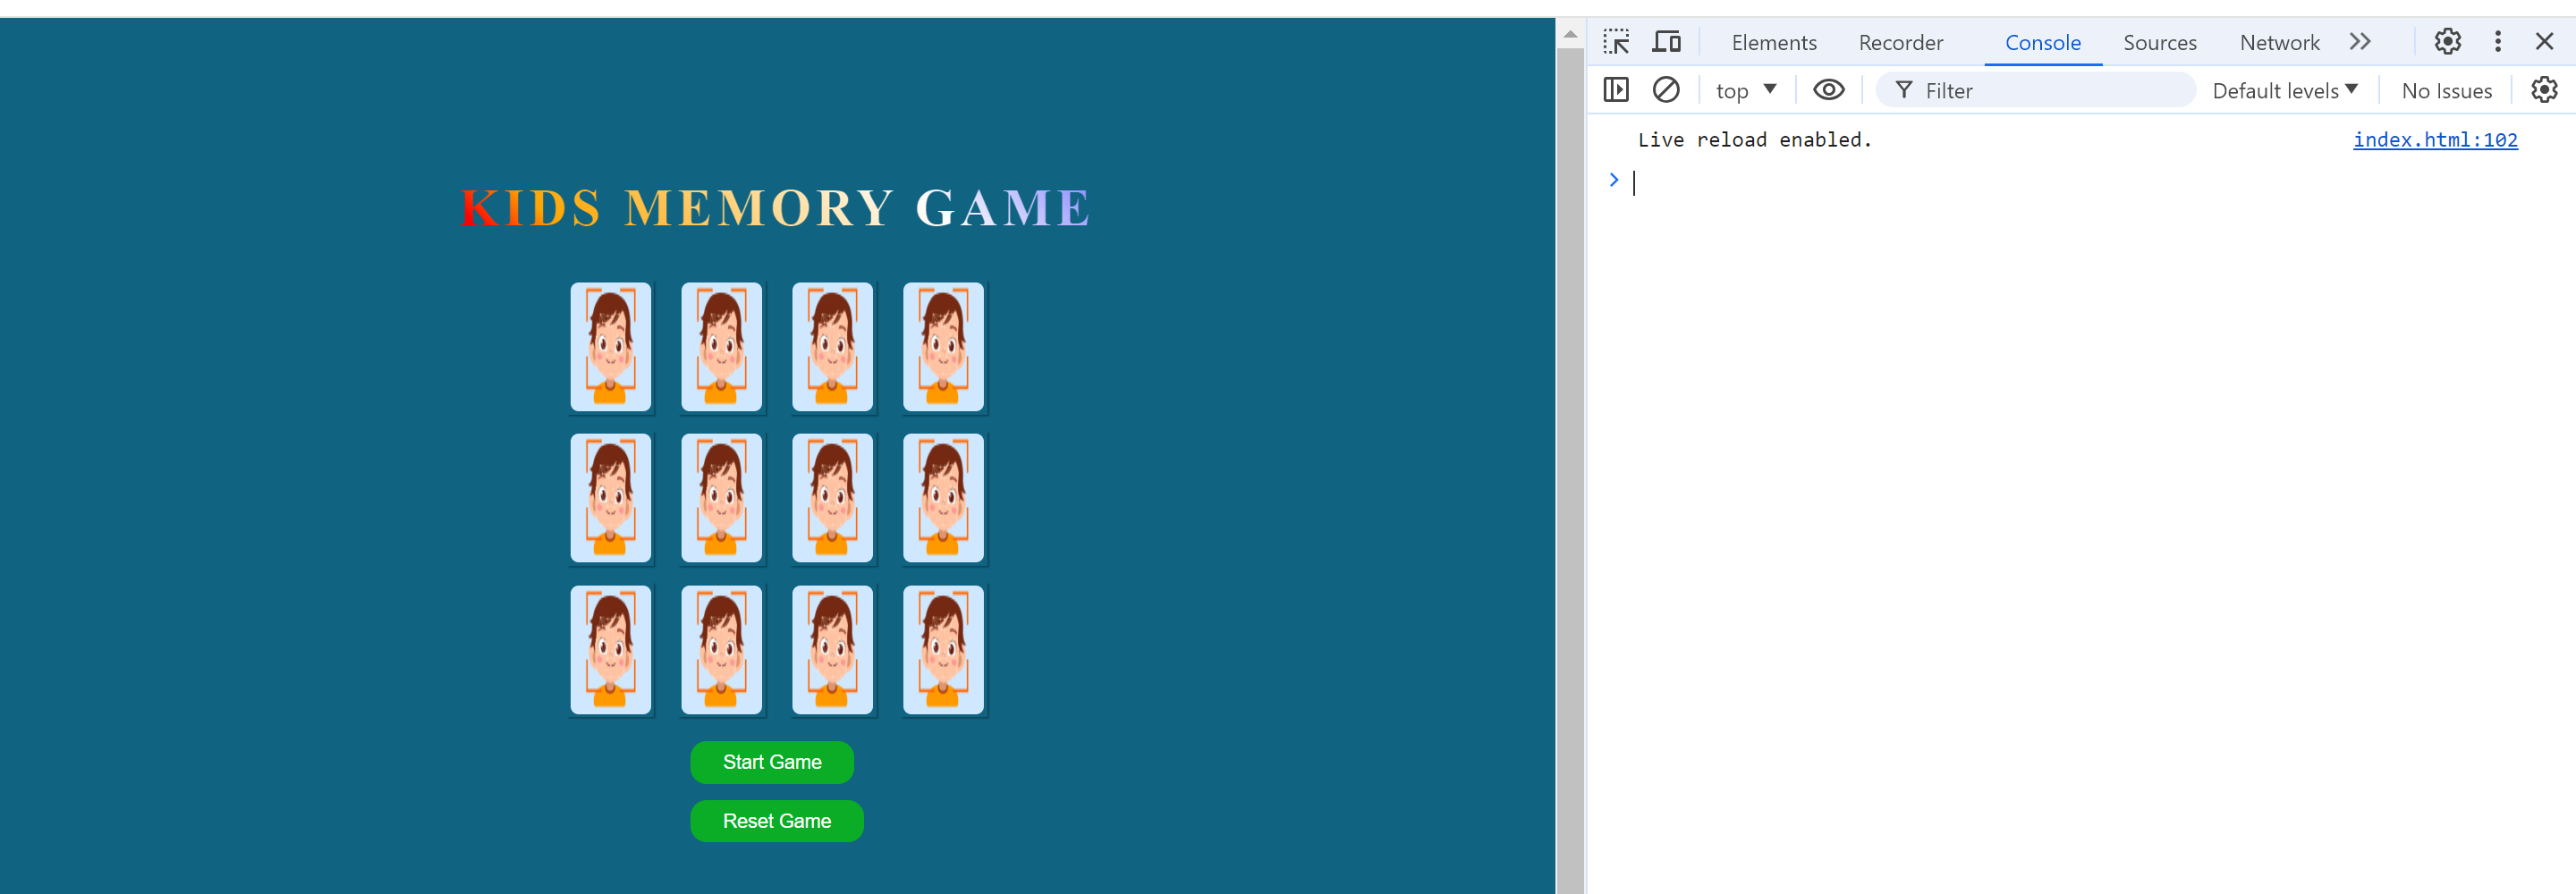 KIDS MEMORY GAME
Start Game
Reset Game
Elements Recorder Console Sources Network
top Filter Default levels No Issues
Live reload enabled. index.html:102